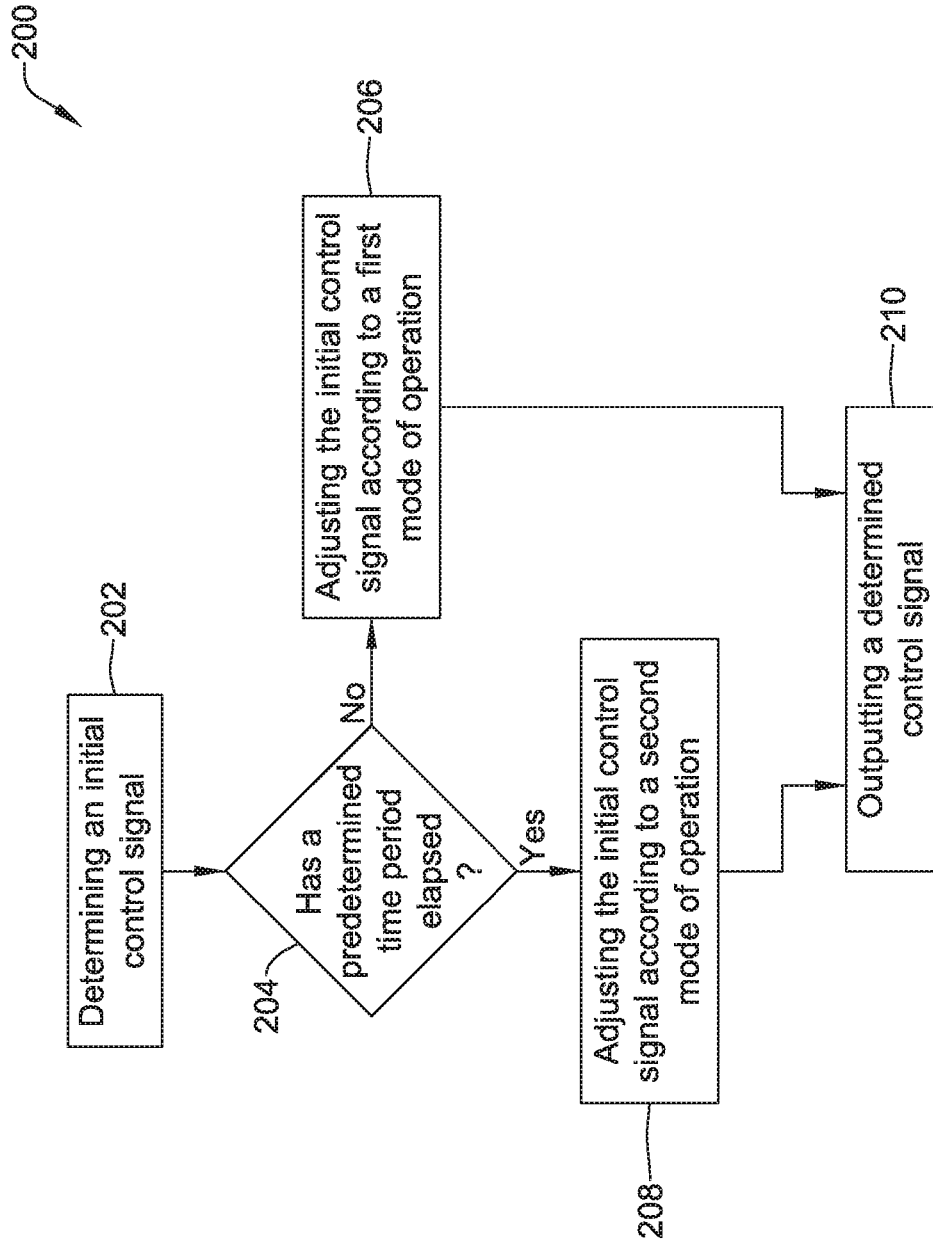 200
202
Determining an initial
control signal
204
Has a
predetermined
time period
elapsed
?
No
Yes
206
Adjusting the initial control
signal according to a first
mode of operation
208
Adjusting the initial control
signal according to a second
mode of operation
210
Outputting a determined
control signal